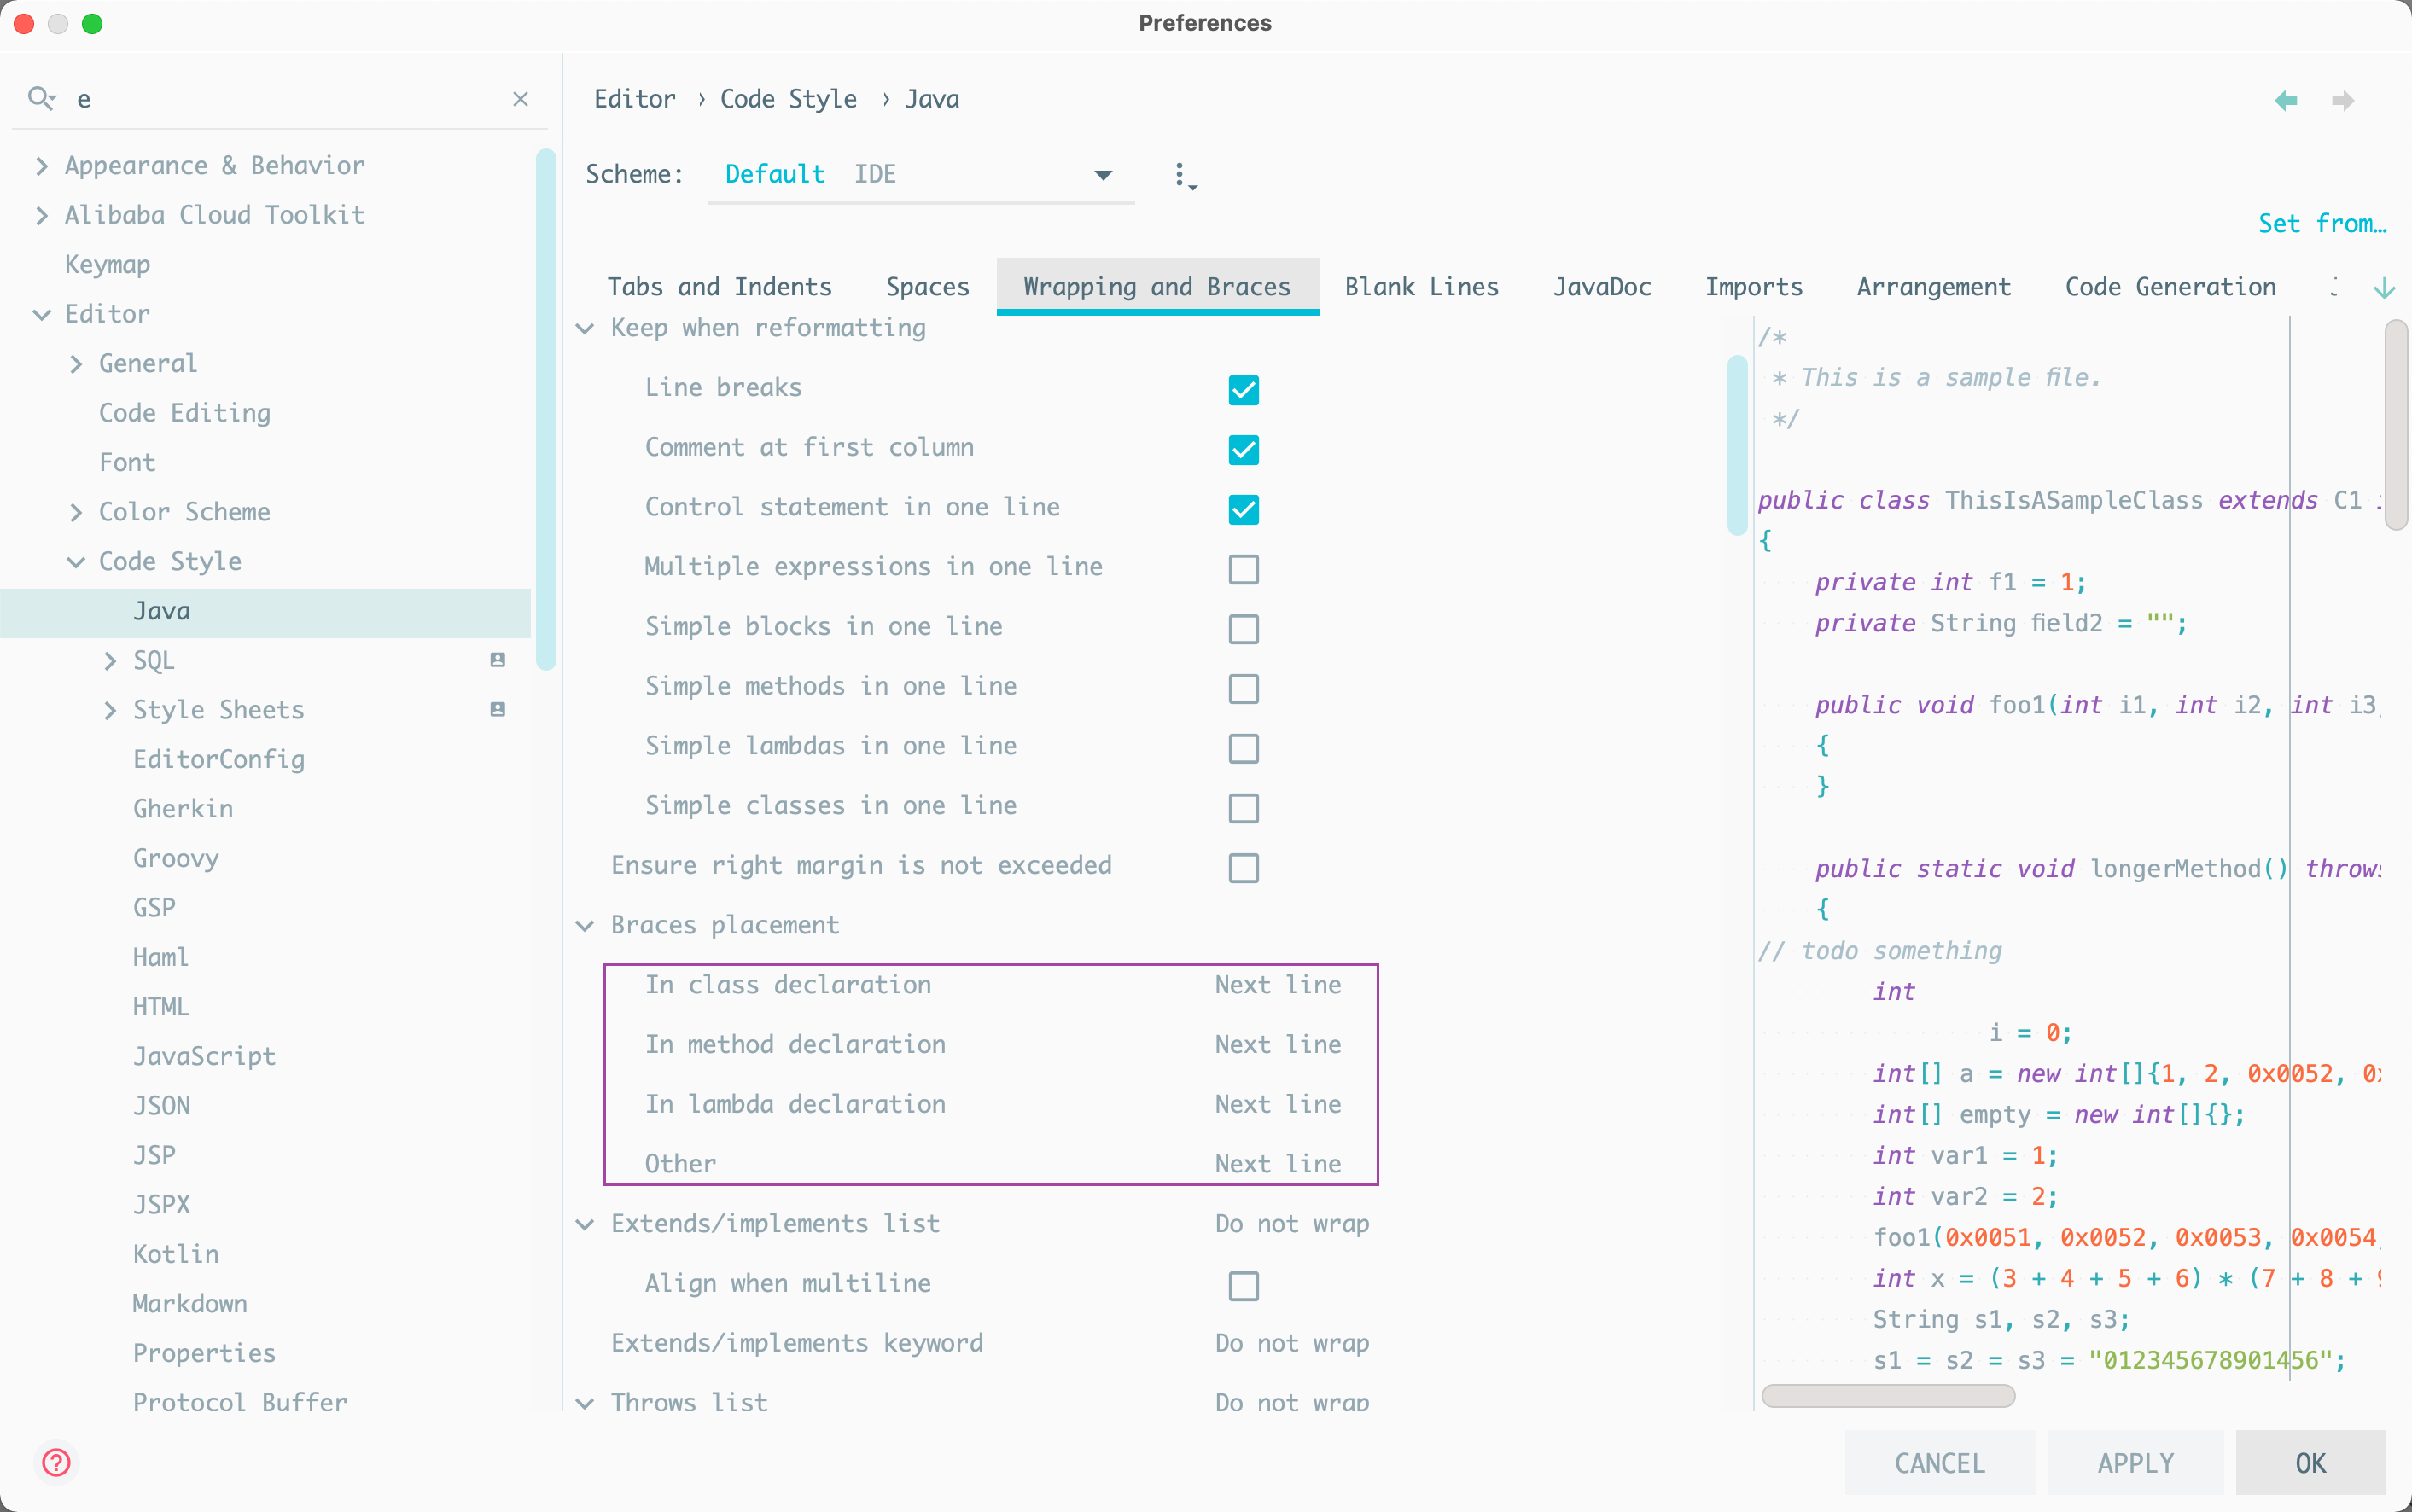 Preferences
e
Appearance & Behavior
Alibaba Cloud Toolkit
Keymap
Editor
General
Code Editing
Font
Color Scheme
Code Style
Java
SQL
Style Sheets
EditorConfig
Gherkin
Groovy
GSP
Haml
HTML
JavaScript
JSON
JSP
JSPX
Kotlin
Markdown
Properties
Protocol Buffer
Editor › Code Style › Java
Scheme: Default IDE
Set from…
Tabs and Indents Spaces Wrapping and Braces Blank Lines JavaDoc Imports Arrangement Code Generation
Keep when reformatting
Line breaks
Comment at first column
Control statement in one line
Multiple expressions in one line
Simple blocks in one line
Simple methods in one line
Simple lambdas in one line
Simple classes in one line
Ensure right margin is not exceeded
Braces placement
In class declaration Next line
In method declaration Next line
In lambda declaration Next line
Other Next line
Extends/implements list Do not wrap
Align when multiline
Extends/implements keyword Do not wrap
Throws list Do not wrap
/*
* This is a sample file.
*/
public class ThisIsASampleClass extends C1
{
private int f1 = 1;
private String field2 = "";
public void foo1(int i1, int i2, int i3
{
}
public static void longerMethod() throws
{
// todo something
int
i = 0;
int[] a = new int[]{1, 2, 0x0052,
int[] empty = new int[]{};
int var1 = 1;
int var2 = 2;
foo1(0x0051, 0x0052, 0x0053, 0x0054
int x = (3 + 4 + 5 + 6) * (7 + 8 +
String s1, s2, s3;
s1 = s2 = s3 = "012345678901456";
CANCEL APPLY OK